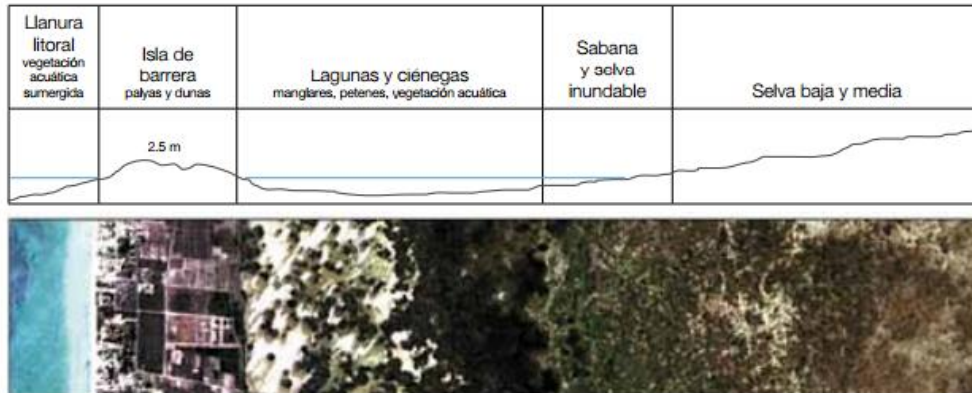 Llanura
litoral
vegetación
acuática
sumergida
Isla de
barrera
palyas y dunas
Lagunas y ciénegas
manglares, petenes, vegetación acuática
Sabana
y selva
inundable
Selva baja y media
2.5 m